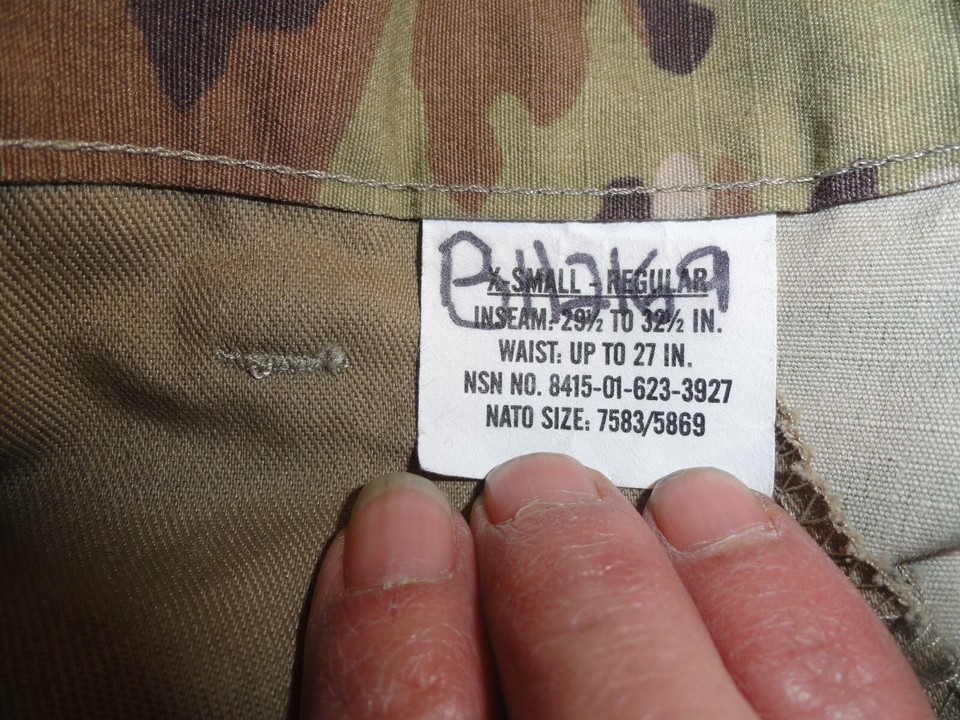 X-SMALL - REGULAR
INSEAM: 29½ TO 32½ IN.
WAIST: UP TO 27 IN.
NSN NO. 8415-01-623-3927
NATO SIZE: 7583/5869